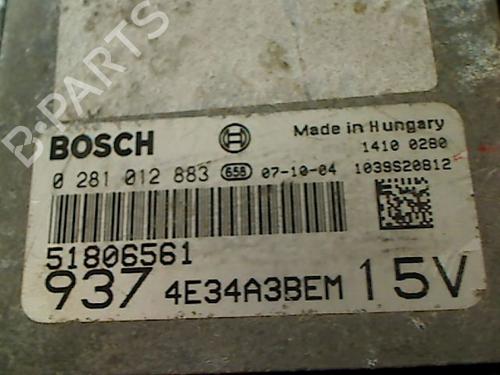 B-PARTS
BOSCH
Made in Hungary
1410 0280
0 281 012 883 656 07-10-04 1039S20812
51806561
937 4E34A3BEM 15V